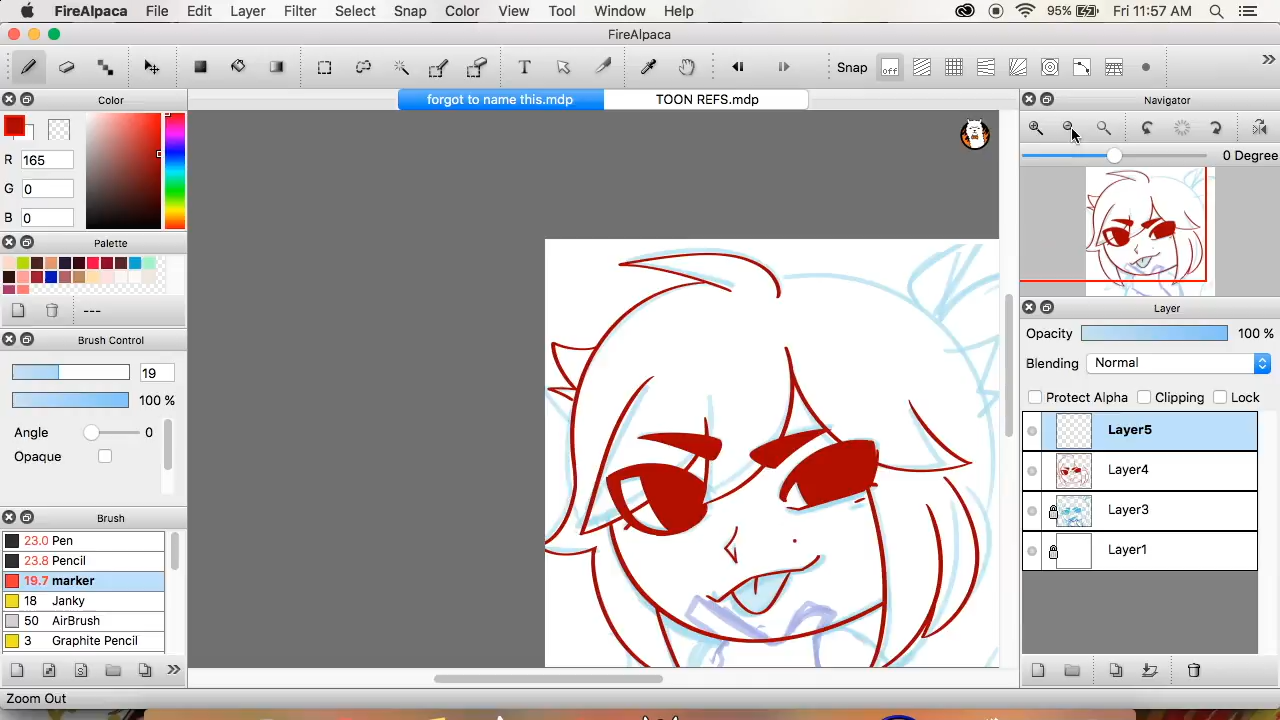 FireAlpaca File Edit Layer Filter Select Snap Color View Tool Window Help 95% Fri 11:57 AM
FireAlpaca
T Snap off
Color forgot to name this.mdp TOON REFS.mdp Navigator
R 165
G 0
B 0
0 Degree
Palette
---
Brush Control
19
100 %
Angle 0
Opaque
Brush
23.0 Pen
23.8 Pencil
19.7 marker
18 Janky
50 AirBrush
3 Graphite Pencil
Layer
Opacity 100 %
Blending Normal
Protect Alpha Clipping Lock
Layer5
Layer4
Layer3
Layer1
S
Zoom Out